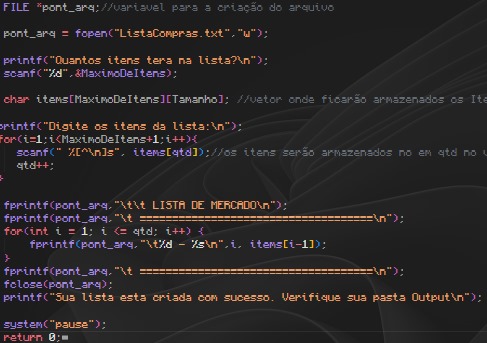 FILE *pont_arq;//variavel para a criação do arquivo
pont_arq = fopen("ListaCompras.txt","w");
printf("Quantos itens tera na lista?\n");
scanf("%d",&MaximoDeItens);
char items[MaximoDeItens][Tamanho]; //vetor onde ficarão armazenados os Ite
printf("Digite os itens da lista:\n");
for(i=1;i<MaximoDeItens+1;i++){
scanf(" %[^\n]s", items[qtd]);//os itens serão armazenados no em qtd no v
qtd++;
}
fprintf(pont_arq,"\t\t LISTA DE MERCADO\n");
fprintf(pont_arq,"\t ===================================\n");
for(int i = 1; i <= qtd; i++) {
fprintf(pont_arq,"\t%d - %s\n",i, items[i-1]);
}
fprintf(pont_arq,"\t ===================================\n");
fclose(pont_arq);
printf("Sua lista esta criada com sucesso. Verifique sua pasta Output\n");
system("pause");
return 0;